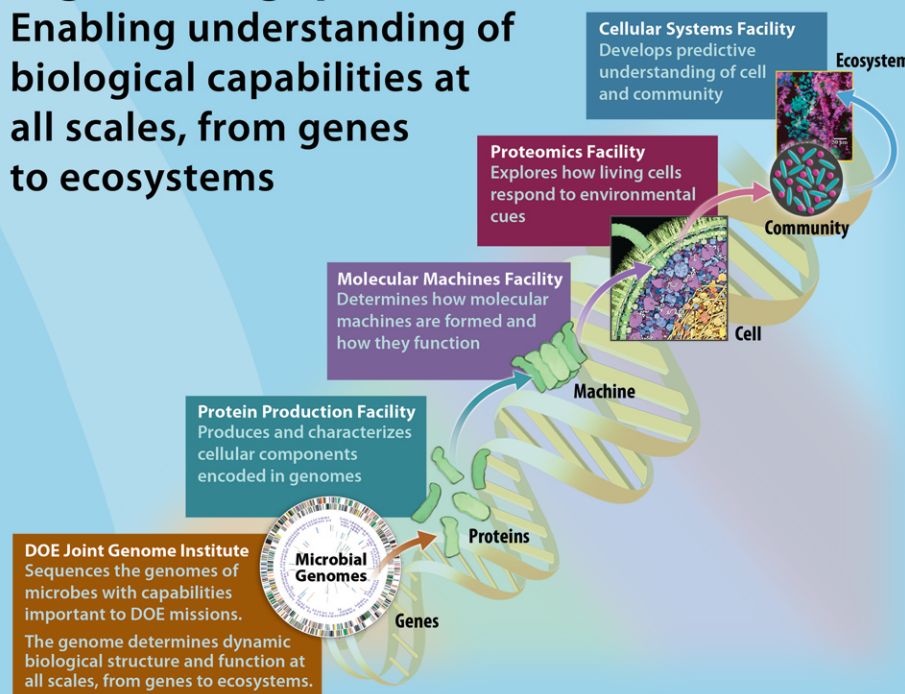 Enabling understanding of
biological capabilities at
all scales, from genes
to ecosystems
Cellular Systems Facility
Develops predictive
understanding of cell
and community
Ecosystem
Proteomics Facility
Explores how living cells
respond to environmental
cues
Community
Molecular Machines Facility
Determines how molecular
machines are formed and
how they function
Cell
Machine
Protein Production Facility
Produces and characterizes
cellular components
encoded in genomes
Proteins
DOE Joint Genome Institute
Sequences the genomes of
microbes with capabilities
important to DOE missions.
The genome determines dynamic
biological structure and function at
all scales, from genes to ecosystems.
Microbial
Genomes
Genes